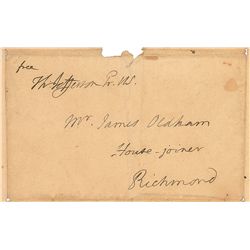 free
Th Jefferson Pr. US.
Mr. James Oldham
House-joiner
Richmond